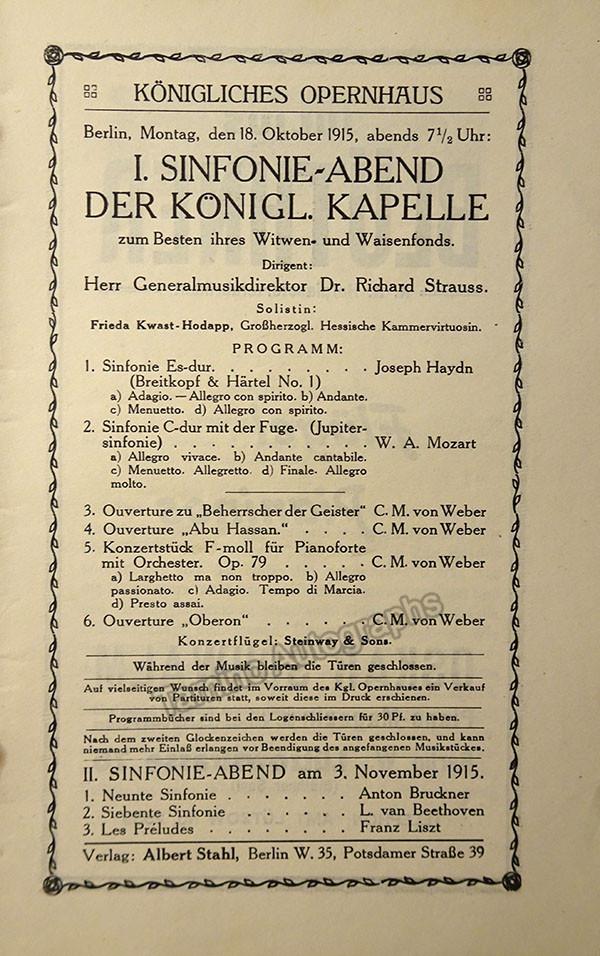 KÖNIGLICHES OPERNHAUS
Berlin, Montag, den 18. Oktober 1915, abends 7 1/2 Uhr:
I. SINFONIE-ABEND
DER KÖNIGL. KAPELLE
zum Besten ihres Witwen- und Waisenfonds.
Dirigent:
Herr Generalmusikdirektor Dr. Richard Strauss.
Solistin:
Frieda Kwast-Hodapp, Großherzogl. Hessische Kammervirtuosin.
PROGRAMM:
1. Sinfonie Es-dur. . . . . . . . . Joseph Haydn
(Breitkopf & Härtel No. 1)
a) Adagio. — Allegro con spirito. b) Andante.
c) Menuetto. d) Allegro con spirito.
2. Sinfonie C-dur mit der Fuge. (Jupiter-
sinfonie) . . . . . . . . . . . W. A. Mozart
a) Allegro vivace. b) Andante cantabile.
c) Menuetto. Allegretto. d) Finale. Allegro
molto.
3. Ouverture zu „Beherrscher der Geister“ C. M. von Weber
4. Ouverture „Abu Hassan.“ . . . . C. M. von Weber
5. Konzertstück F-moll für Pianoforte
mit Orchester. Op. 79 . . . . . C. M. von Weber
a) Larghetto ma non troppo. b) Allegro
passionato. c) Adagio. Tempo di Marcia.
d) Presto assai.
6. Ouverture „Oberon“ . . . . . . C. M. von Weber
Konzertflügel: Steinway & Sons.
Während der Musik bleiben die Türen geschlossen.
Auf vielseitigen Wunsch findet im Vorraum des Kgl. Opernhauses ein Verkauf
von Partituren statt, soweit diese im Druck erschienen.
Programmbücher sind bei den Logenschliessern für 30 Pf. zu haben.
Nach dem zweiten Glockenzeichen werden die Türen geschlossen, und kann
niemand mehr Einlaß erlangen vor Beendigung des angefangenen Musikstückes.
II. SINFONIE-ABEND am 3. November 1915.
1. Neunte Sinfonie . . . . . . . Anton Bruckner
2. Siebente Sinfonie . . . . . . L. van Beethoven
3. Les Préludes . . . . . . . . Franz Liszt
Verlag: Albert Stahl, Berlin W. 35, Potsdamer Straße 39